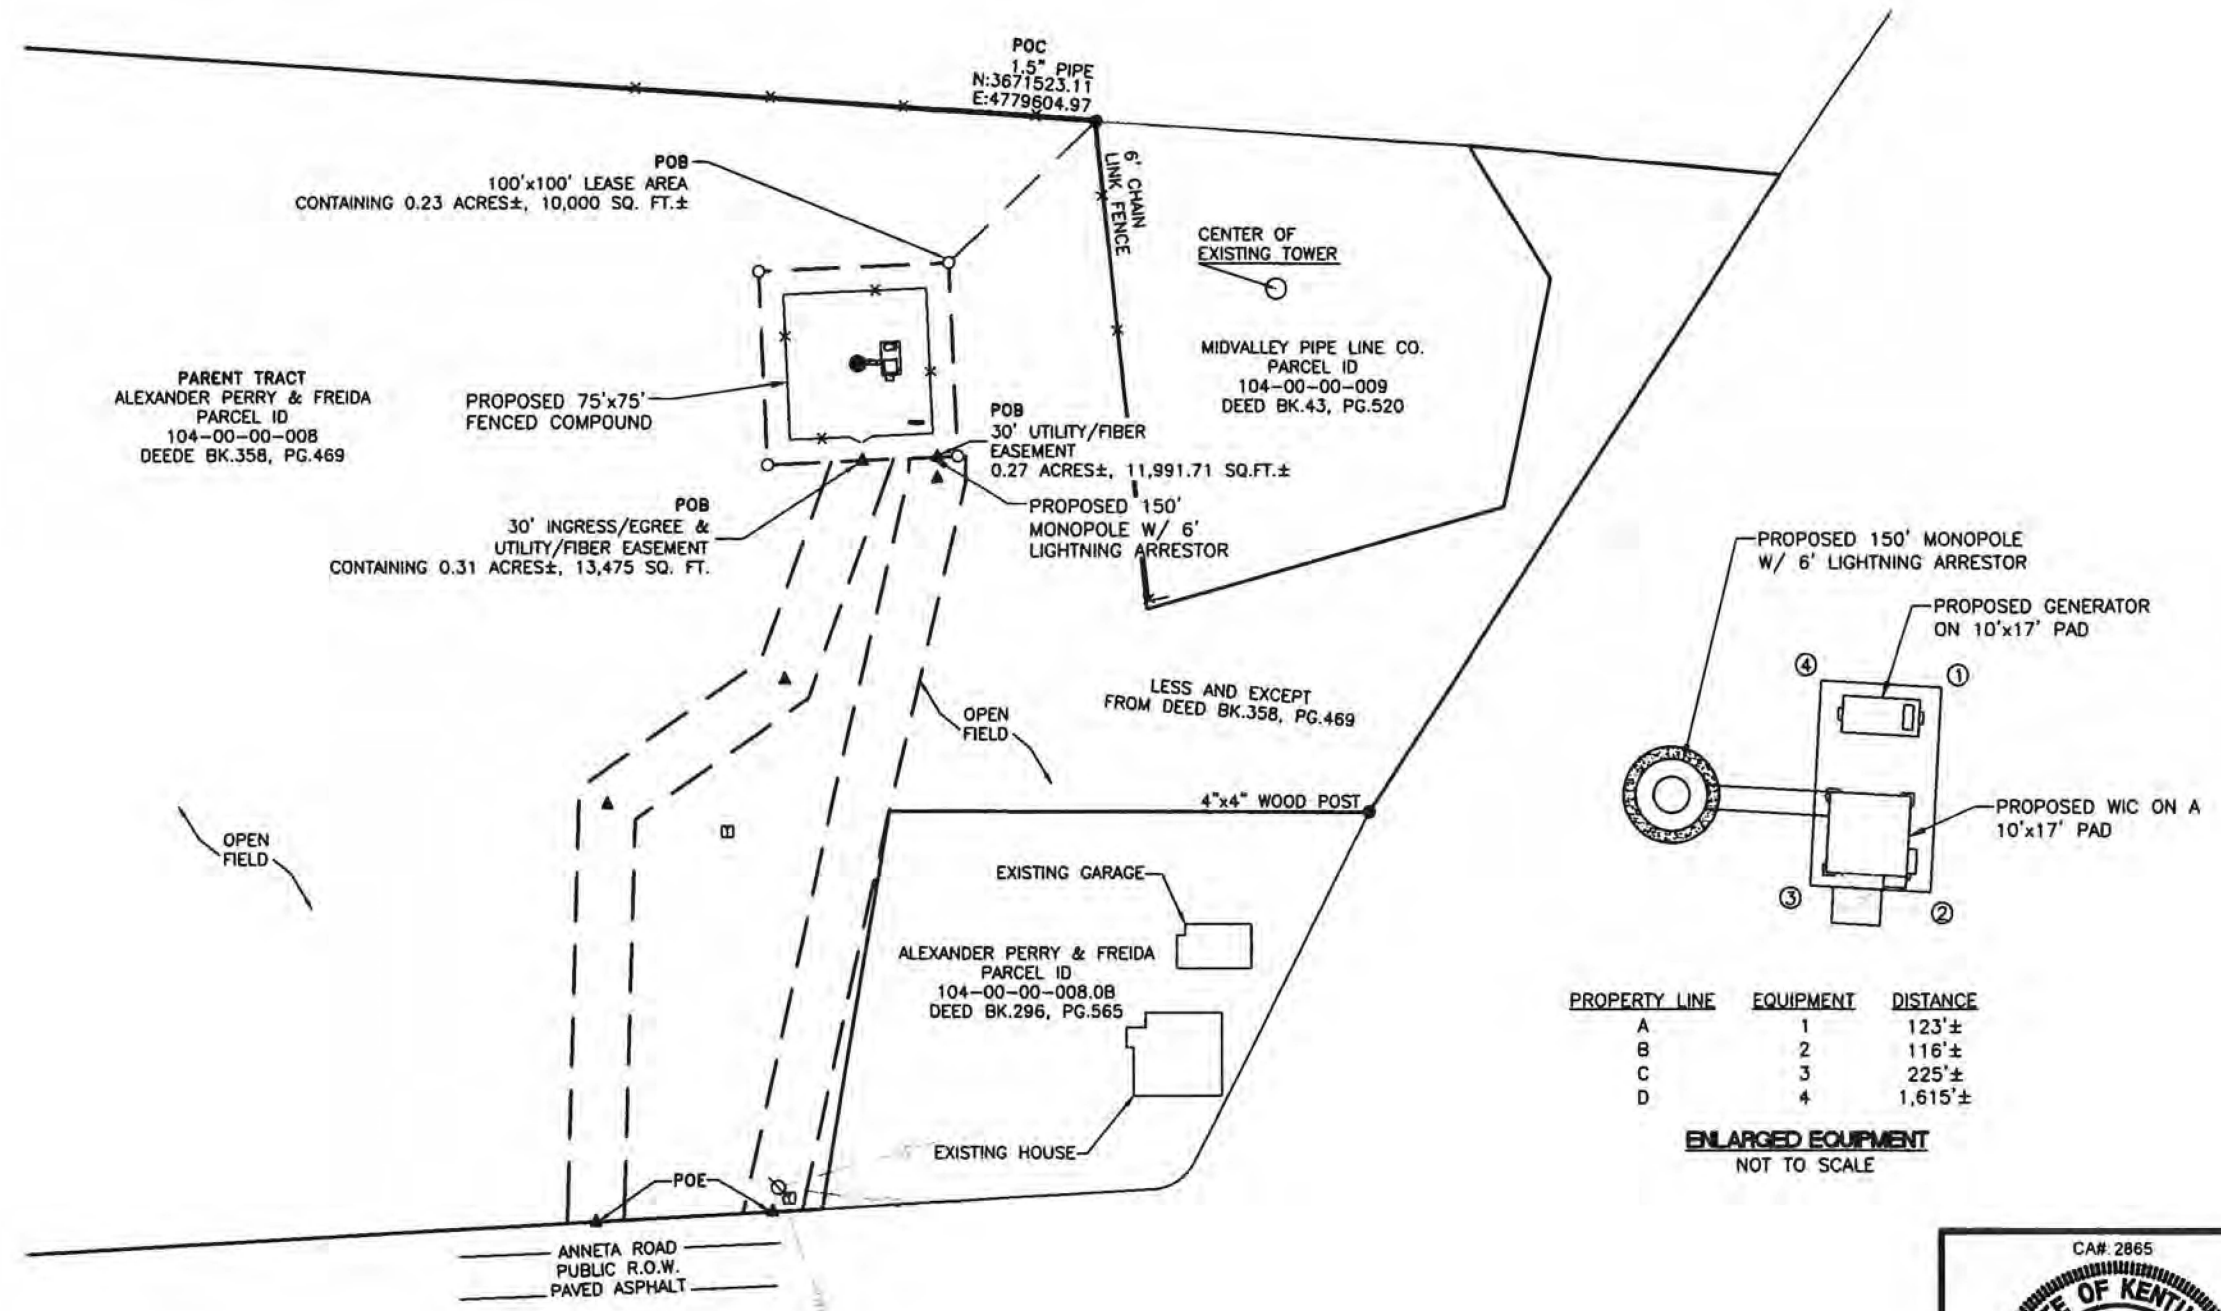 POC
1.5" PIPE
N:3671523.11
E:4779604.97
POB
100'x100' LEASE AREA
CONTAINING 0.23 ACRES±, 10,000 SQ. FT.±
6' CHAIN
LINK FENCE
CENTER OF
EXISTING TOWER
MIDVALLEY PIPE LINE CO.
PARCEL ID
104-00-00-009
DEED BK.43, PG.520
PARENT TRACT
ALEXANDER PERRY & FREIDA
PARCEL ID
104-00-00-008
DEEDE BK.358, PG.469
PROPOSED 75'x75'
FENCED COMPOUND
POB
30' UTILITY/FIBER
EASEMENT
0.27 ACRES±, 11,991.71 SQ.FT.±
POB
30' INGRESS/EGREE &
UTILITY/FIBER EASEMENT
CONTAINING 0.31 ACRES±, 13,475 SQ. FT.
PROPOSED 150'
MONOPOLE W/ 6'
LIGHTNING ARRESTOR
PROPOSED 150' MONOPOLE
W/ 6' LIGHTNING ARRESTOR
PROPOSED GENERATOR
ON 10'x17' PAD
4
1
LESS AND EXCEPT
FROM DEED BK.358, PG.469
OPEN
FIELD
4"x4" WOOD POST
PROPOSED WIC ON A
10'x17' PAD
3
2
OPEN
FIELD
T
EXISTING GARAGE
ALEXANDER PERRY & FREIDA
PARCEL ID
104-00-00-008.0B
DEED BK.296, PG.565
EXISTING HOUSE
PROPERTY LINE EQUIPMENT DISTANCE
A 1 123'±
B 2 116'±
C 3 225'±
D 4 1,615'±
ENLARGED EQUIPMENT
NOT TO SCALE
POE
ANNETA ROAD
PUBLIC R.O.W.
PAVED ASPHALT
CA#: 2865
OF